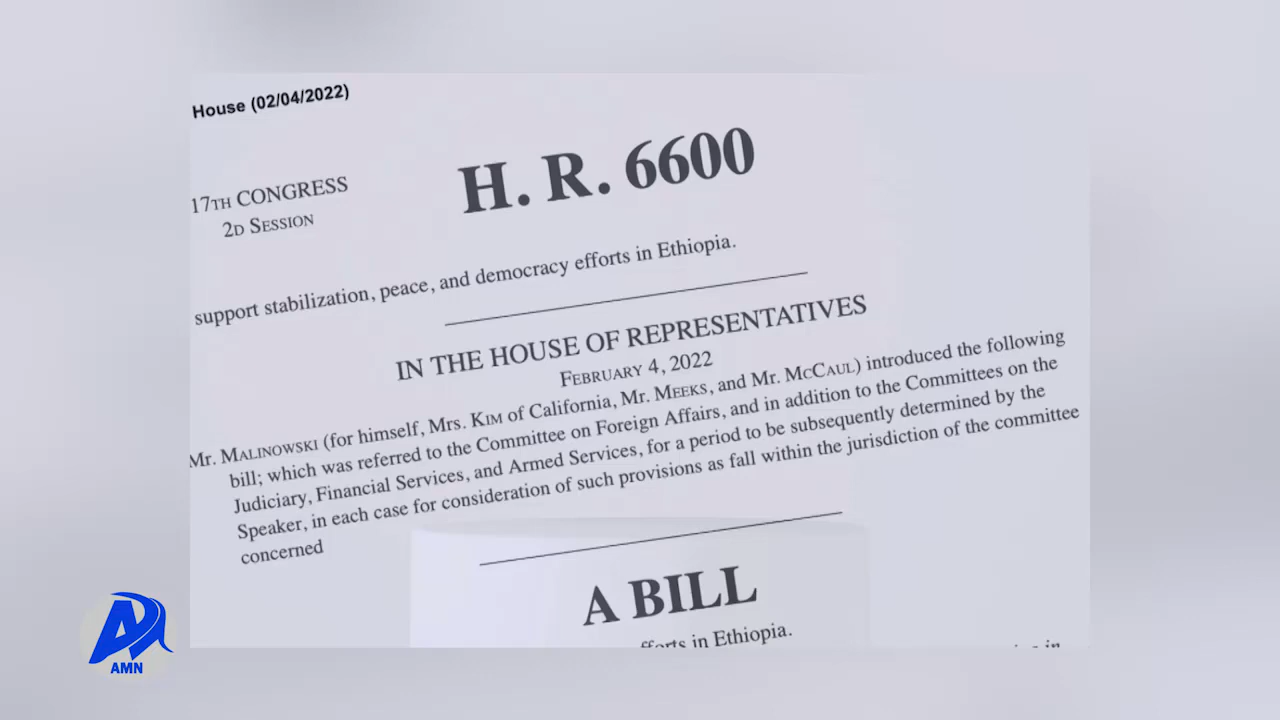 House (02/04/2022)
17TH CONGRESS
2D SESSION
H. R. 6600
support stabilization, peace, and democracy efforts in Ethiopia.
IN THE HOUSE OF REPRESENTATIVES
FEBRUARY 4, 2022
Mr. MALINOWSKI (for himself, Mrs. KIM of California, Mr. MEEKS, and Mr. MCCAUL) introduced the following
bill; which was referred to the Committee on Foreign Affairs, and in addition to the Committees on the
Judiciary, Financial Services, and Armed Services, for a period to be subsequently determined by the
Speaker, in each case for consideration of such provisions as fall within the jurisdiction of the committee
concerned
A BILL
efforts in Ethiopia.
AMN